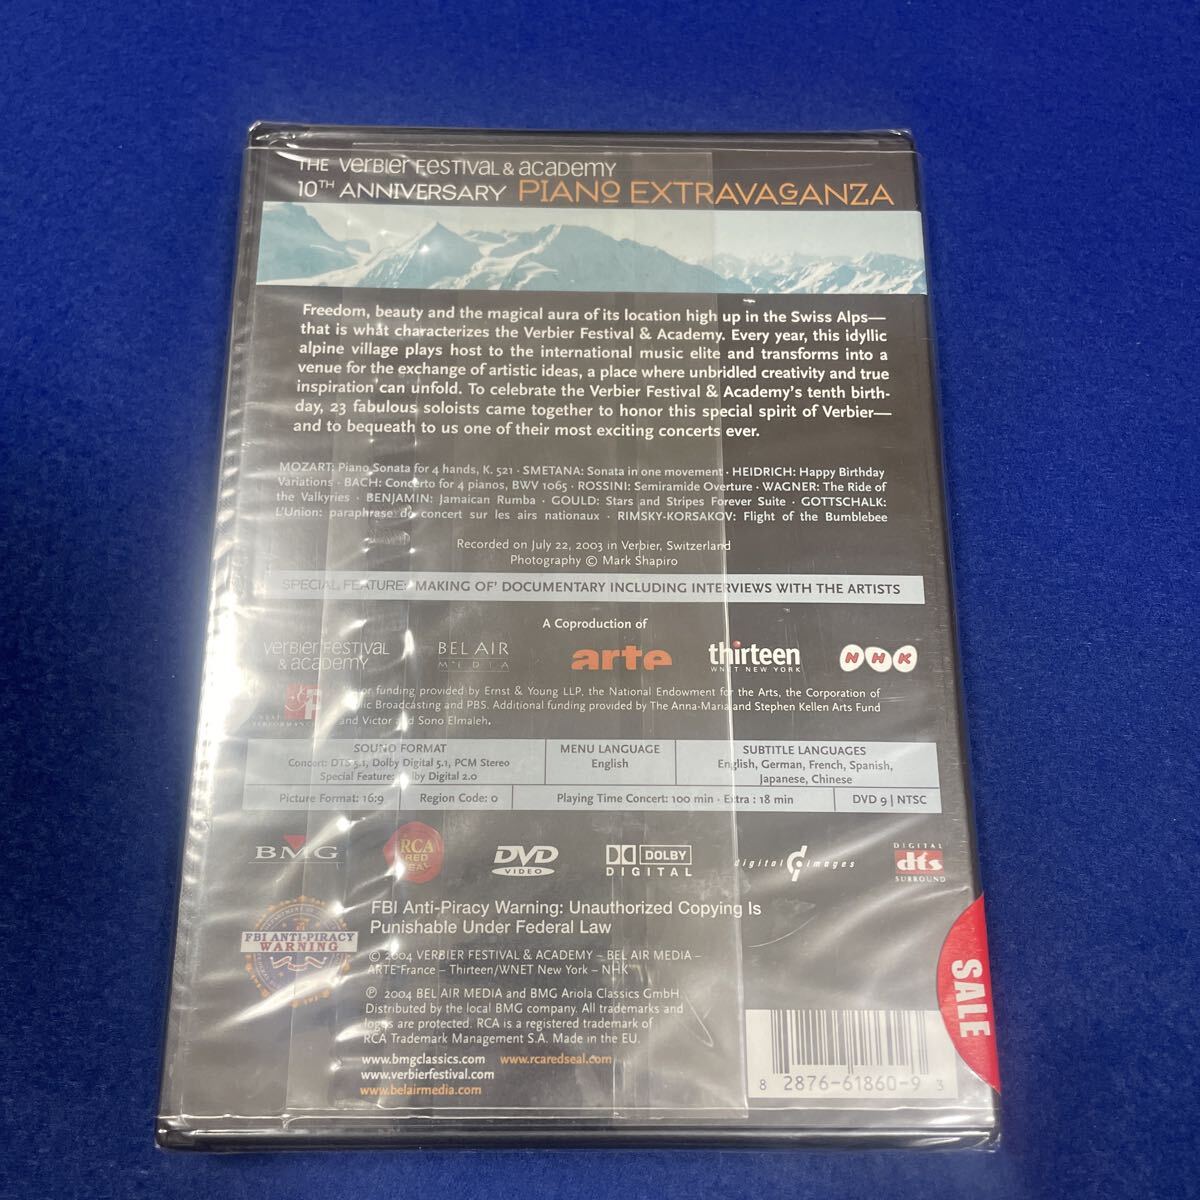 THE VERBIER FESTIVAL & ACADEMY
10TH ANNIVERSARY PIANO EXTRAVAGANZA
Freedom, beauty and the magical aura of its location high up in the Swiss Alps—
that is what characterizes the Verbier Festival & Academy. Every year, this idyllic
alpine village plays host to the international music elite and transforms into a
venue for the exchange of artistic ideas, a place where unbridled creativity and true
inspiration can unfold. To celebrate the Verbier Festival & Academy's tenth birth-
day, 23 fabulous soloists came together to honor this special spirit of Verbier—
and to bequeath to us one of their most exciting concerts ever.
MOZART: Piano Sonata for 4 hands, K. 521 · SMETANA: Sonata in one movement · HEIDRICH: Happy Birthday
Variations · BACH: Concerto for 4 pianos, BWV 1065 · ROSSINI: Semiramide Overture · WAGNER: The Ride of
the Valkyries · BENJAMIN: Jamaican Rumba · GOULD: Stars and Stripes Forever Suite · GOTTSCHALK:
L'Union: paraphrase de concert sur les airs nationaux · RIMSKY-KORSAKOV: Flight of the Bumblebee
Recorded on July 22, 2003 in Verbier, Switzerland
Photography © Mark Shapiro
SPECIAL FEATURE: 'MAKING OF' DOCUMENTARY INCLUDING INTERVIEWS WITH THE ARTISTS
A Coproduction of
VERBIER FESTIVAL
& ACADEMY
BEL AIR
MEDIA
arte
thirteen
WNET NEW YORK
NHK
Major funding provided by Ernst & Young LLP, the National Endowment for the Arts, the Corporation of
Public Broadcasting and PBS. Additional funding provided by The Anna-Maria and Stephen Kellen Arts Fund
and Victor and Sono Elmaleh.
SOUND FORMAT
Concert: DTS 5.1, Dolby Digital 5.1, PCM Stereo
Special Feature: Dolby Digital 2.0
MENU LANGUAGE
English
SUBTITLE LANGUAGES
English, German, French, Spanish,
Japanese, Chinese
Picture Format: 16:9
Region Code: 0
Playing Time Concert: 100 min · Extra : 18 min
DVD 9 | NTSC
BMG
RCA
RED
SEAL
DVD
VIDEO
DOLBY
DIGITAL
digital images
DIGITAL
dts
SURROUND
FBI ANTI-PIRACY
WARNING
FBI Anti-Piracy Warning: Unauthorized Copying Is
Punishable Under Federal Law
© 2004 VERBIER FESTIVAL & ACADEMY – BEL AIR MEDIA –
ARTE France – Thirteen/WNET New York – NHK
℗ 2004 BEL AIR MEDIA and BMG Ariola Classics GmbH.
Distributed by the local BMG company. All trademarks and
logos are protected. RCA is a registered trademark of
RCA Trademark Management S.A. Made in the EU.
www.bmgclassics.com www.rcaredseal.com
www.verbierfestival.com
www.belairmedia.com
SALE
8 2876-61860-9 3